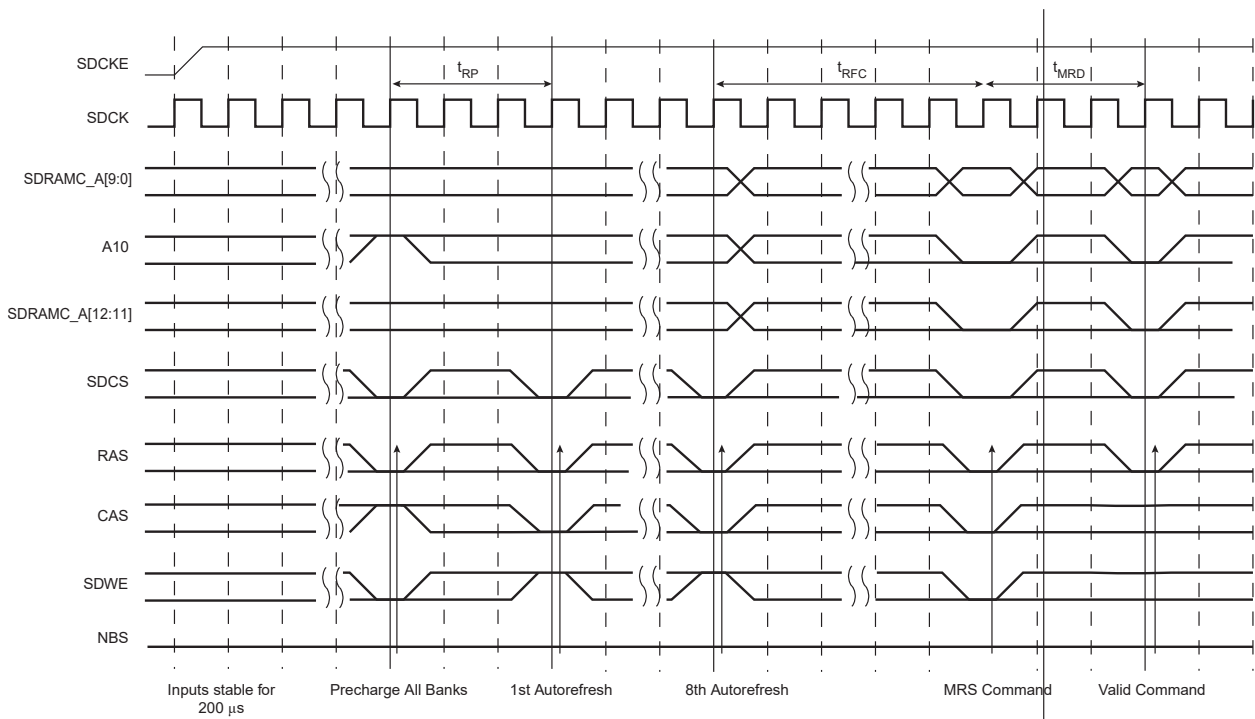 SDCKE
t_RP
t_RFC
t_MRD
SDCK
SDRAMC_A[9:0]
A10
SDRAMC_A[12:11]
SDCS
RAS
CAS
SDWE
NBS
Inputs stable for
200 μs
Precharge All Banks
1st Autorefresh
8th Autorefresh
MRS Command
Valid Command